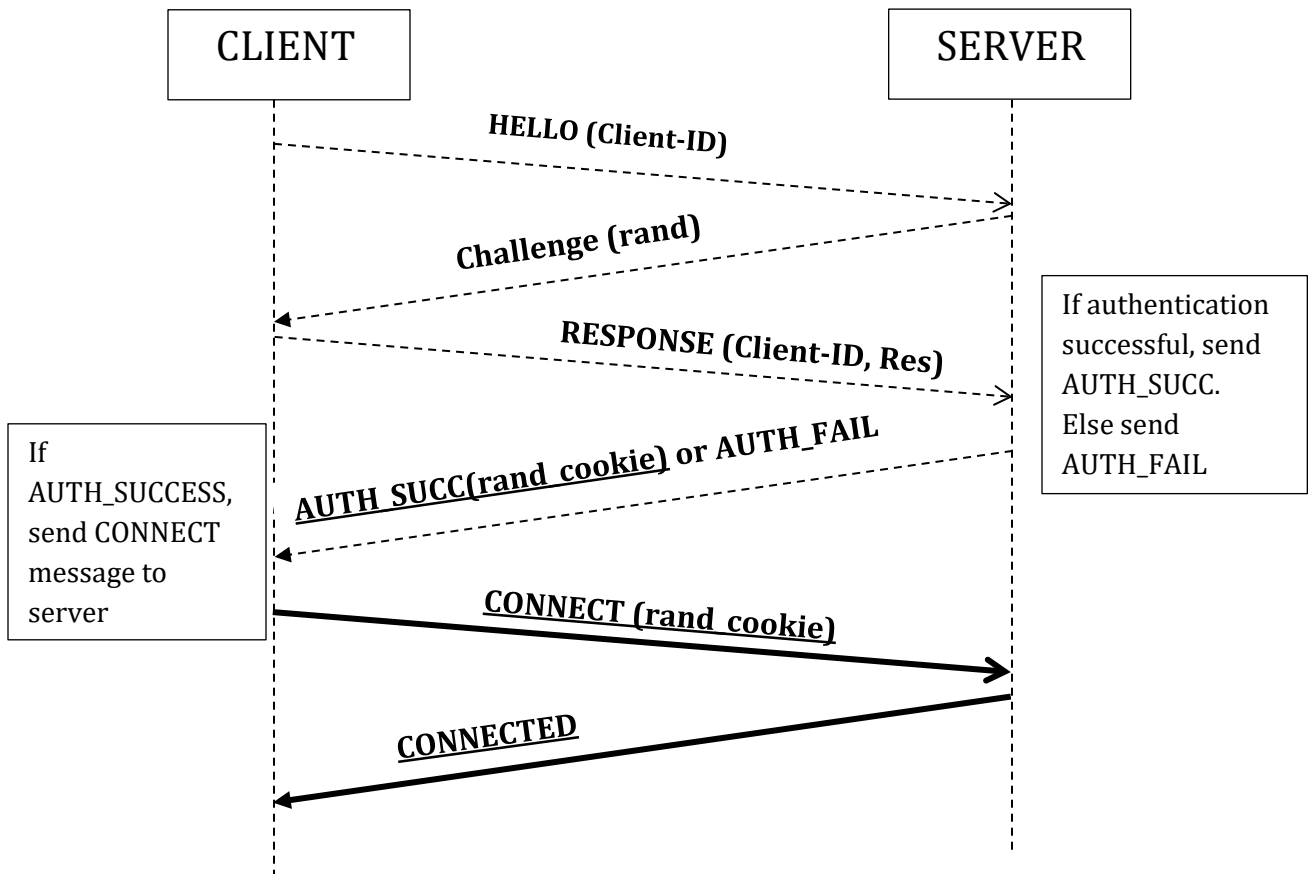 CLIENT
SERVER
HELLO (Client-ID)
Challenge (rand)
If authentication
successful, send
AUTH_SUCC.
Else send
AUTH_FAIL
RESPONSE (Client-ID, Res)
AUTH_SUCC(rand_cookie) or AUTH_FAIL
If
AUTH_SUCCESS,
send CONNECT
message to
server
CONNECT (rand_cookie)
CONNECTED